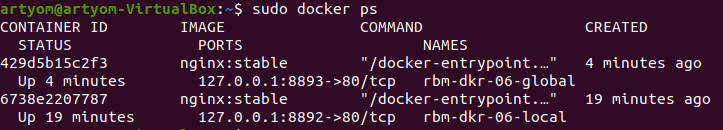 artyom@artyom-VirtualBox:~$ sudo docker ps
CONTAINER ID   IMAGE          COMMAND                  CREATED
  STATUS          PORTS                    NAMES
429d5b15c2f3   nginx:stable   "/docker-entrypoint.…"   4 minutes ago
  Up 4 minutes    127.0.0.1:8893->80/tcp   rbm-dkr-06-global
6738e2207787   nginx:stable   "/docker-entrypoint.…"   19 minutes ago
  Up 19 minutes   127.0.0.1:8892->80/tcp   rbm-dkr-06-local